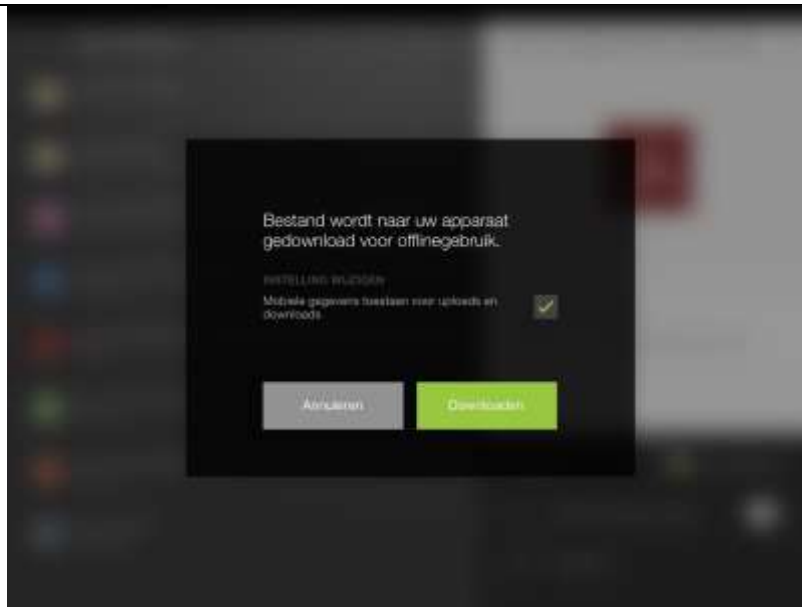 Bestand wordt naar uw apparaat
gedownload voor offlinegebruik.
INSTELLING WIJZIGEN
Mobiele gegevens toestaan voor uploads en
downloads
Annuleren
Downloaden